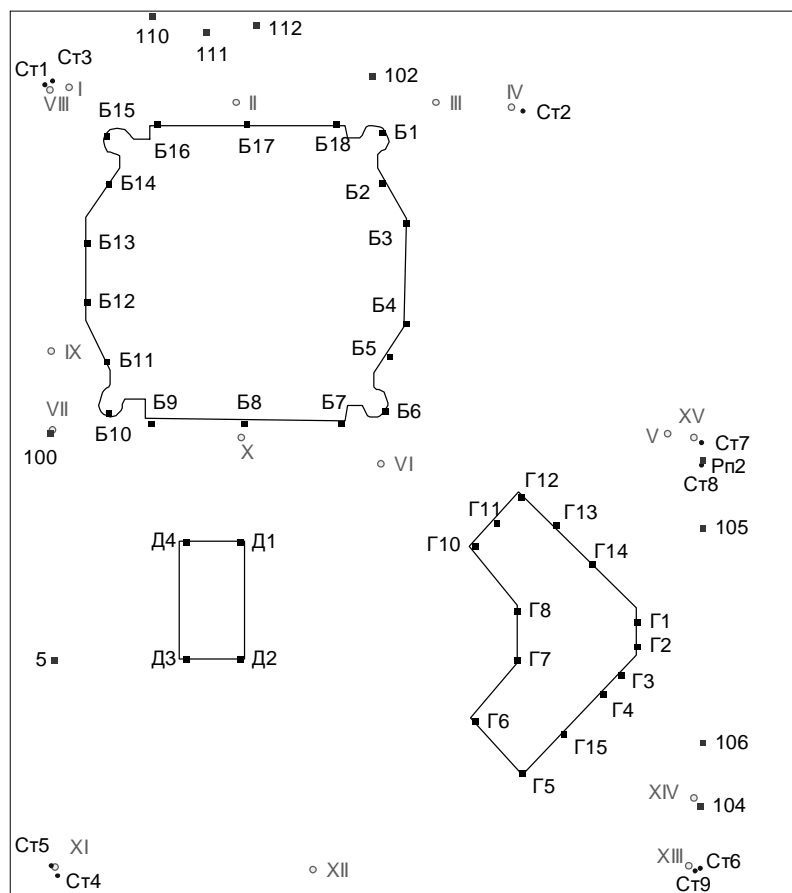 110
112
111
Ст1
Ст3
I
VIII
102
II
III
IV
Ст2
Б15
Б16
Б17
Б18
Б1
Б14
Б2
Б13
Б3
Б12
Б4
IX
Б11
Б5
Б9
Б8
Б7
Б6
Б10
VII
100
X
VI
V
XV
Ст7
Рп2
Ст8
Г12
Г11
Г13
105
Д4
Д1
Г10
Г14
Г8
Г1
Г2
5
Д3
Д2
Г7
Г3
Г4
Г6
Г15
106
Г5
XIV
104
Ст5
XI
Ст4
XII
XIII
Ст6
Ст9